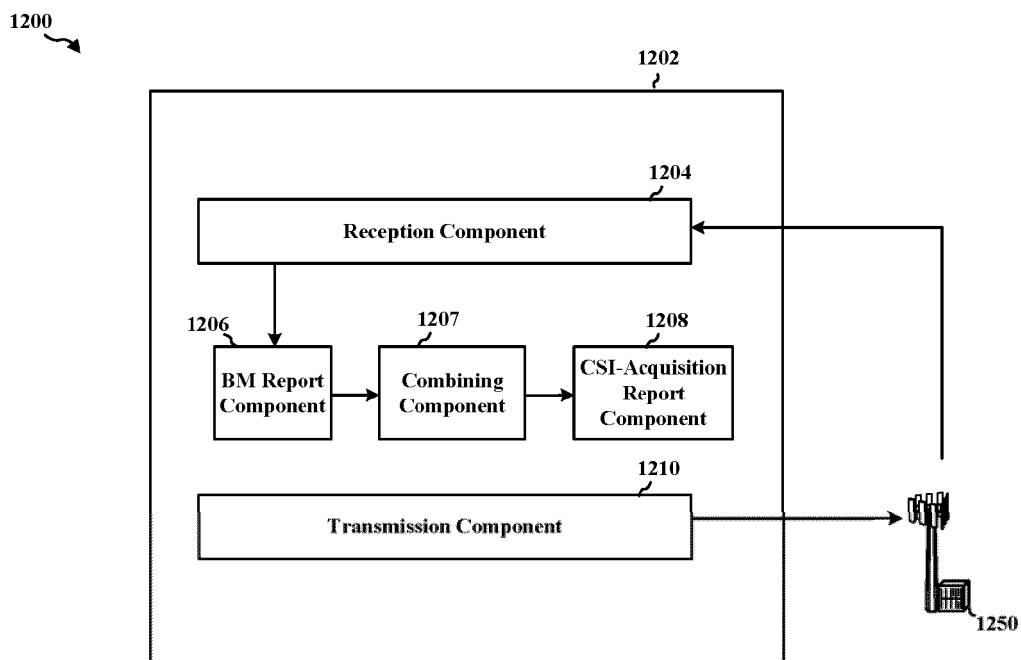 1200
1202
1204
Reception Component
1206
1207
1208
BM Report
Component
Combining
Component
CSI-Acquisition
Report
Component
1210
Transmission Component
1250